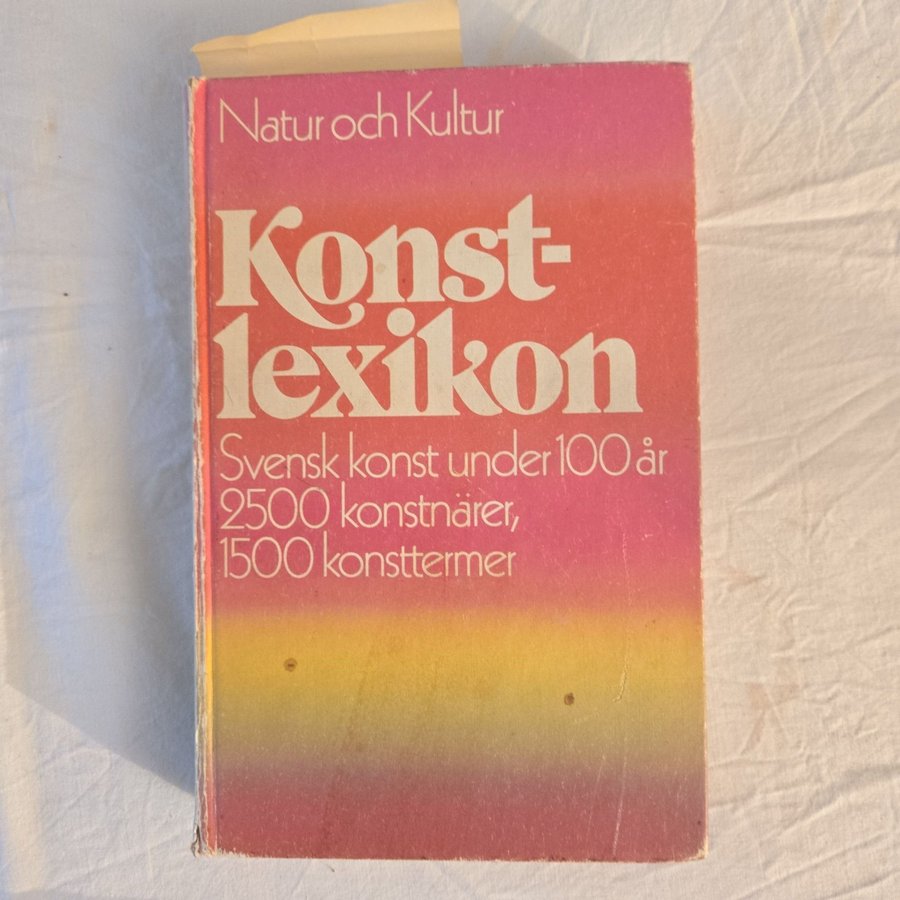 Natur och Kultur
Konst-
lexikon
Svensk konst under 100 år
2500 konstnärer,
1500 konsttermer